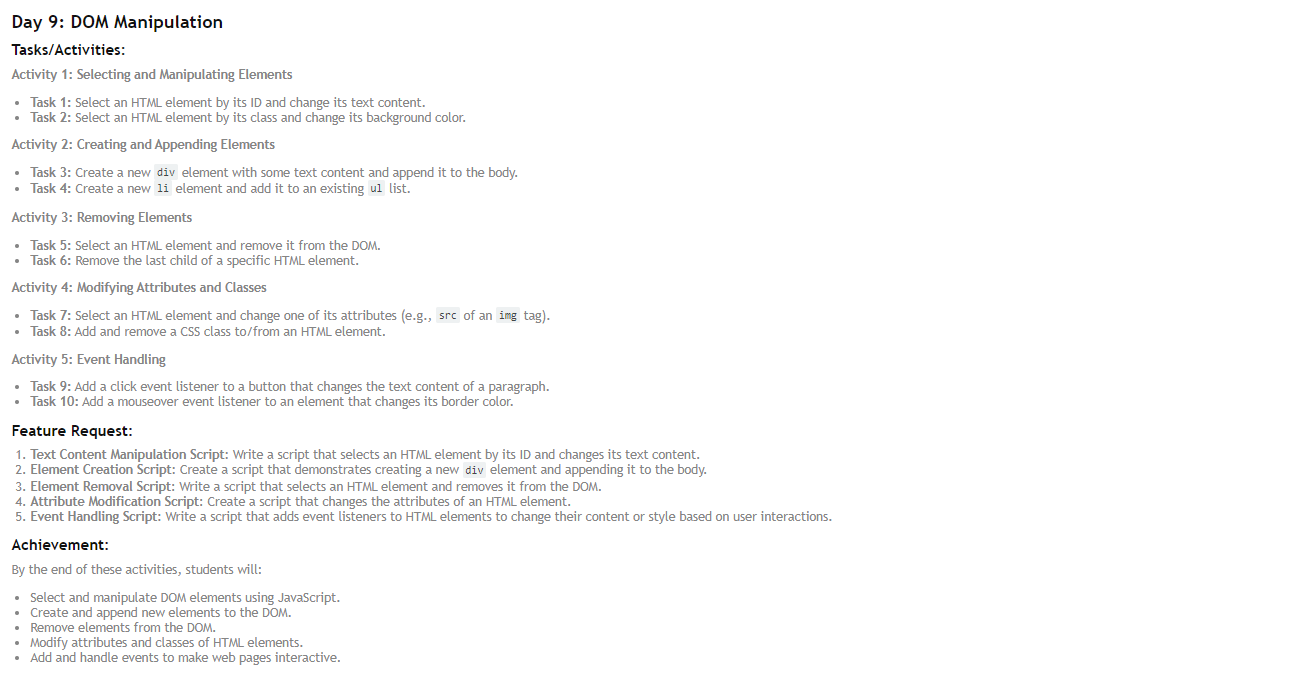 Day 9: DOM Manipulation
Tasks/Activities:
Activity 1: Selecting and Manipulating Elements
• Task 1: Select an HTML element by its ID and change its text content.
• Task 2: Select an HTML element by its class and change its background color.
Activity 2: Creating and Appending Elements
• Task 3: Create a new div element with some text content and append it to the body.
• Task 4: Create a new li element and add it to an existing ul list.
Activity 3: Removing Elements
• Task 5: Select an HTML element and remove it from the DOM.
• Task 6: Remove the last child of a specific HTML element.
Activity 4: Modifying Attributes and Classes
• Task 7: Select an HTML element and change one of its attributes (e.g., src of an img tag).
• Task 8: Add and remove a CSS class to/from an HTML element.
Activity 5: Event Handling
• Task 9: Add a click event listener to a button that changes the text content of a paragraph.
• Task 10: Add a mouseover event listener to an element that changes its border color.
Feature Request:
1. Text Content Manipulation Script: Write a script that selects an HTML element by its ID and changes its text content.
2. Element Creation Script: Create a script that demonstrates creating a new div element and appending it to the body.
3. Element Removal Script: Write a script that selects an HTML element and removes it from the DOM.
4. Attribute Modification Script: Create a script that changes the attributes of an HTML element.
5. Event Handling Script: Write a script that adds event listeners to HTML elements to change their content or style based on user interactions.
Achievement:
By the end of these activities, students will:
• Select and manipulate DOM elements using JavaScript.
• Create and append new elements to the DOM.
• Remove elements from the DOM.
• Modify attributes and classes of HTML elements.
• Add and handle events to make web pages interactive.